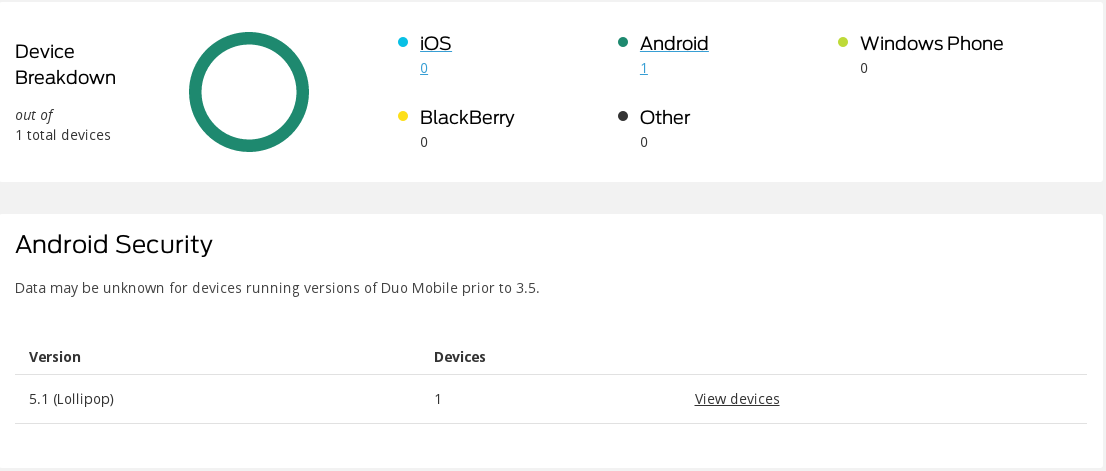 Device
Breakdown
out of
1 total devices
iOS
0
Android
1
Windows Phone
0
BlackBerry
0
Other
0
Android Security
Data may be unknown for devices running versions of Duo Mobile prior to 3.5.
Version Devices
5.1 (Lollipop) 1 View devices